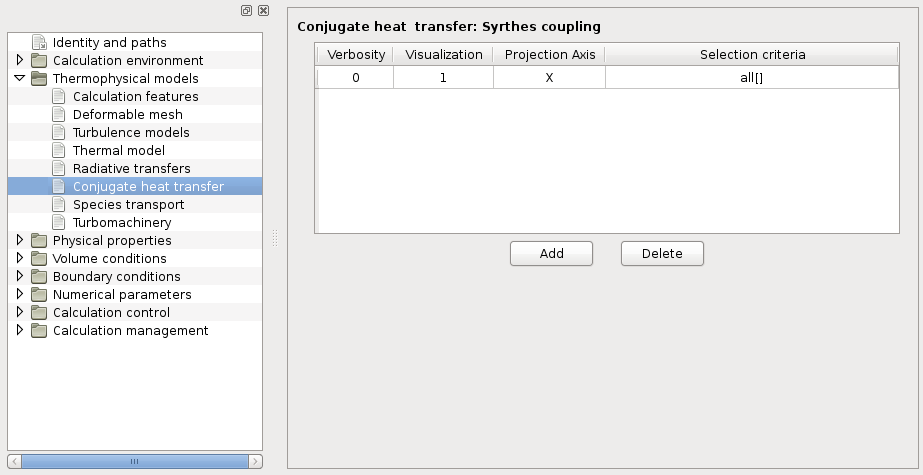 Identity and paths
Calculation environment
Thermophysical models
Calculation features
Deformable mesh
Turbulence models
Thermal model
Radiative transfers
Conjugate heat transfer
Species transport
Turbomachinery
Physical properties
Volume conditions
Boundary conditions
Numerical parameters
Calculation control
Calculation management
Conjugate heat transfer: Syrthes coupling
Verbosity Visualization Projection Axis Selection criteria
0 1 X all[]
Add Delete